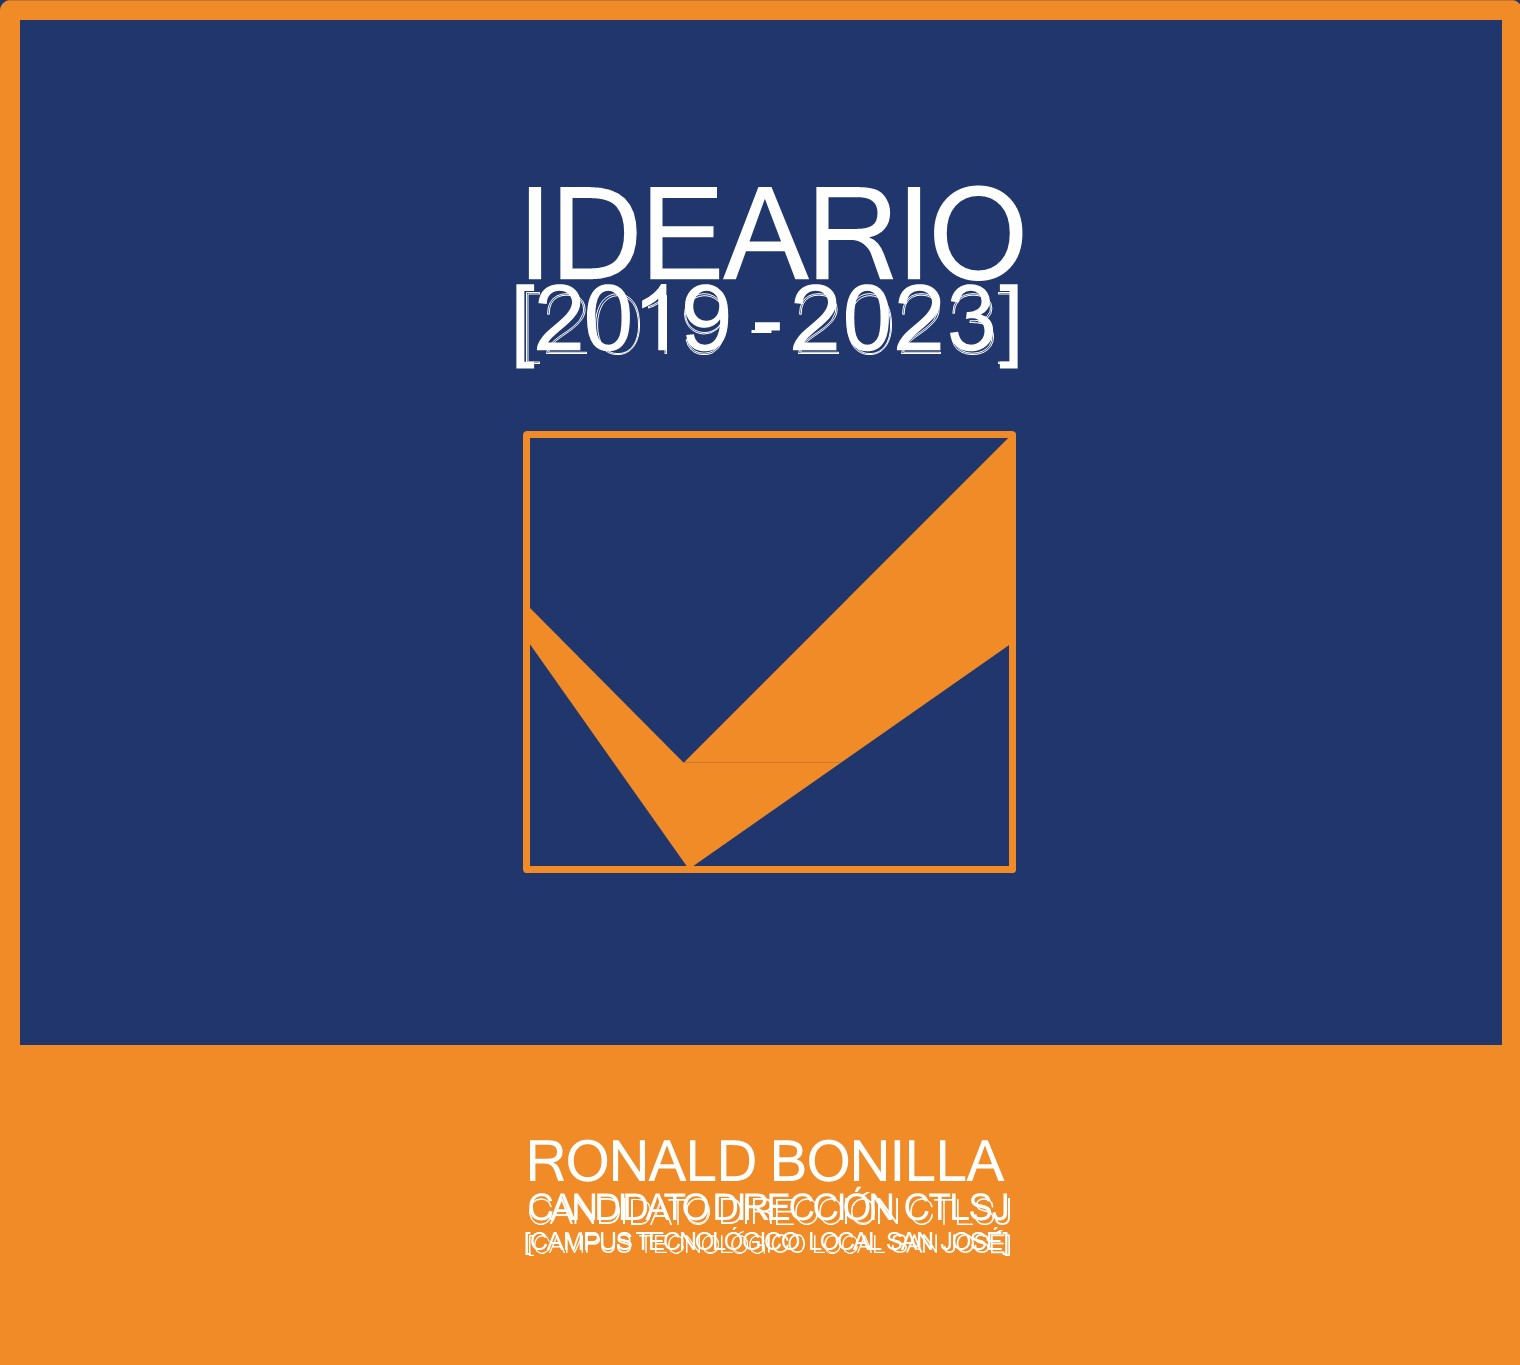 IDEARIO
[2019 - 2023]
RONALD BONILLA
CANDIDATO DIRECCIÓN CTLSJ
[CAMPUS TECNOLÓGICO LOCAL SAN JOSÉ]